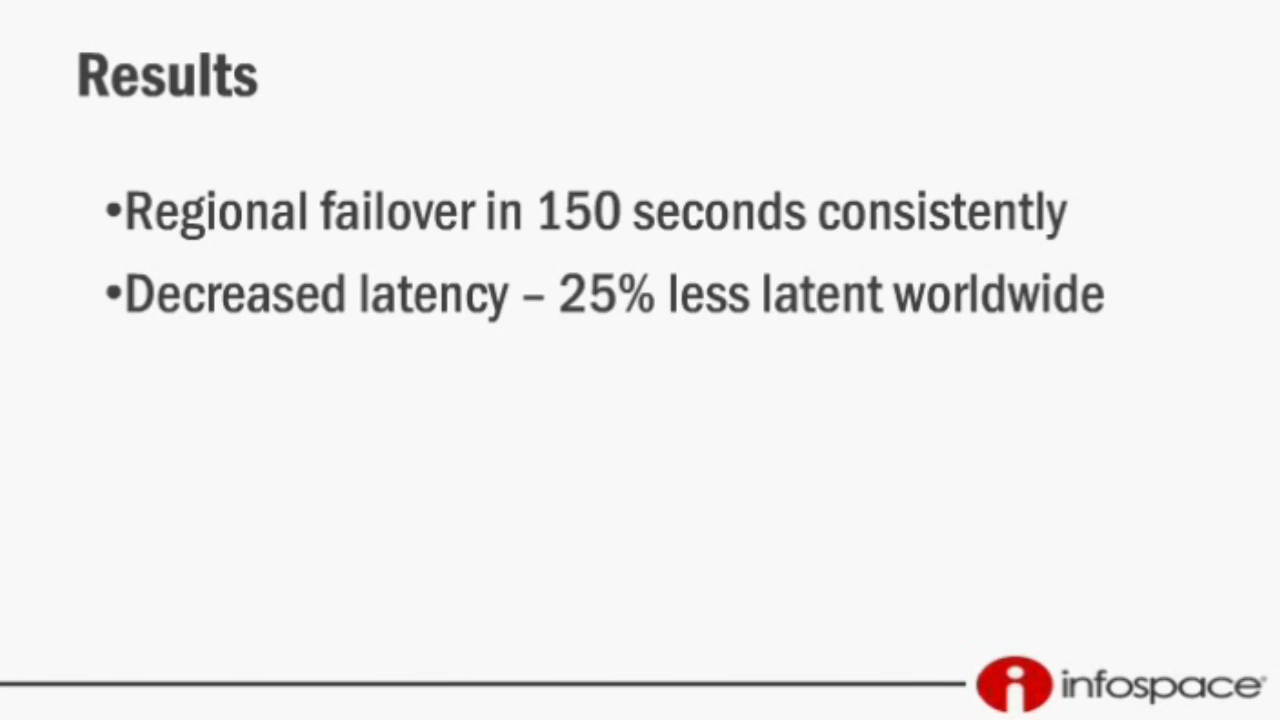 Results
•Regional failover in 150 seconds consistently
•Decreased latency – 25% less latent worldwide
infospace